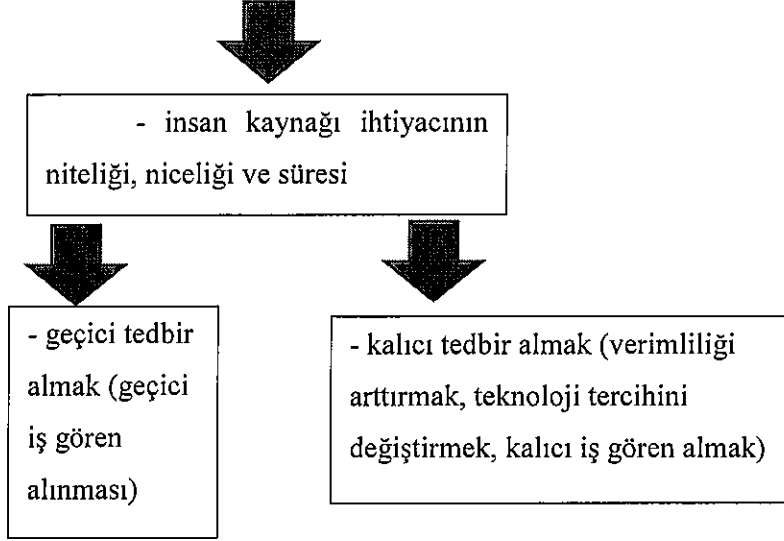 - insan kaynağı ihtiyacının
niteliği, niceliği ve süresi
- geçici tedbir
almak (geçici
iş gören
alınması)
- kalıcı tedbir almak (verimliliği
arttırmak, teknoloji tercihini
değiştirmek, kalıcı iş gören almak)